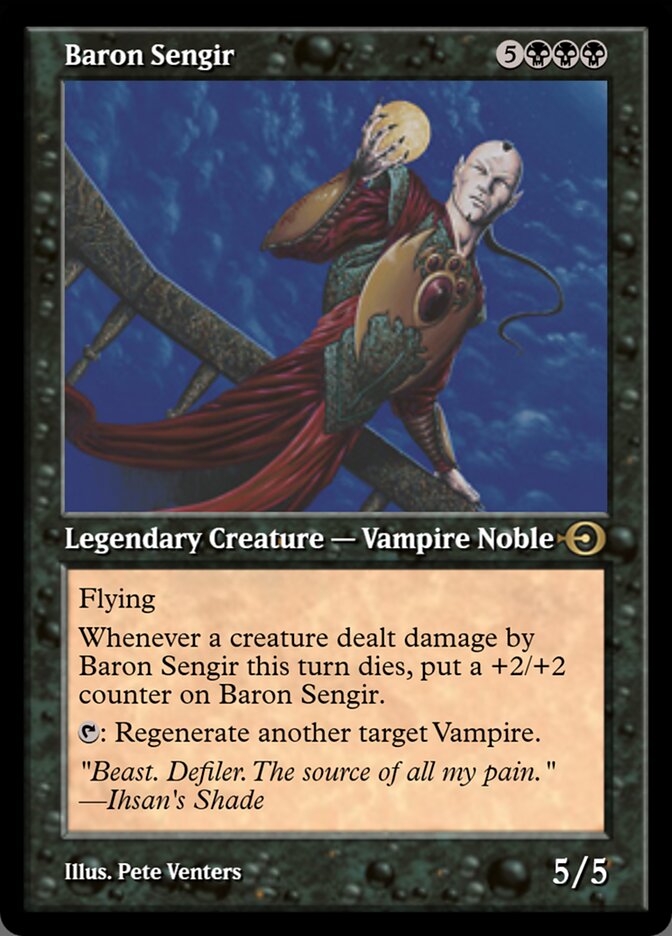 Baron Sengir 5
Legendary Creature — Vampire Noble
Flying
Whenever a creature dealt damage by
Baron Sengir this turn dies, put a +2/+2
counter on Baron Sengir.
: Regenerate another target Vampire.
"Beast. Defiler. The source of all my pain."
—Ihsan's Shade
Illus. Pete Venters 5/5